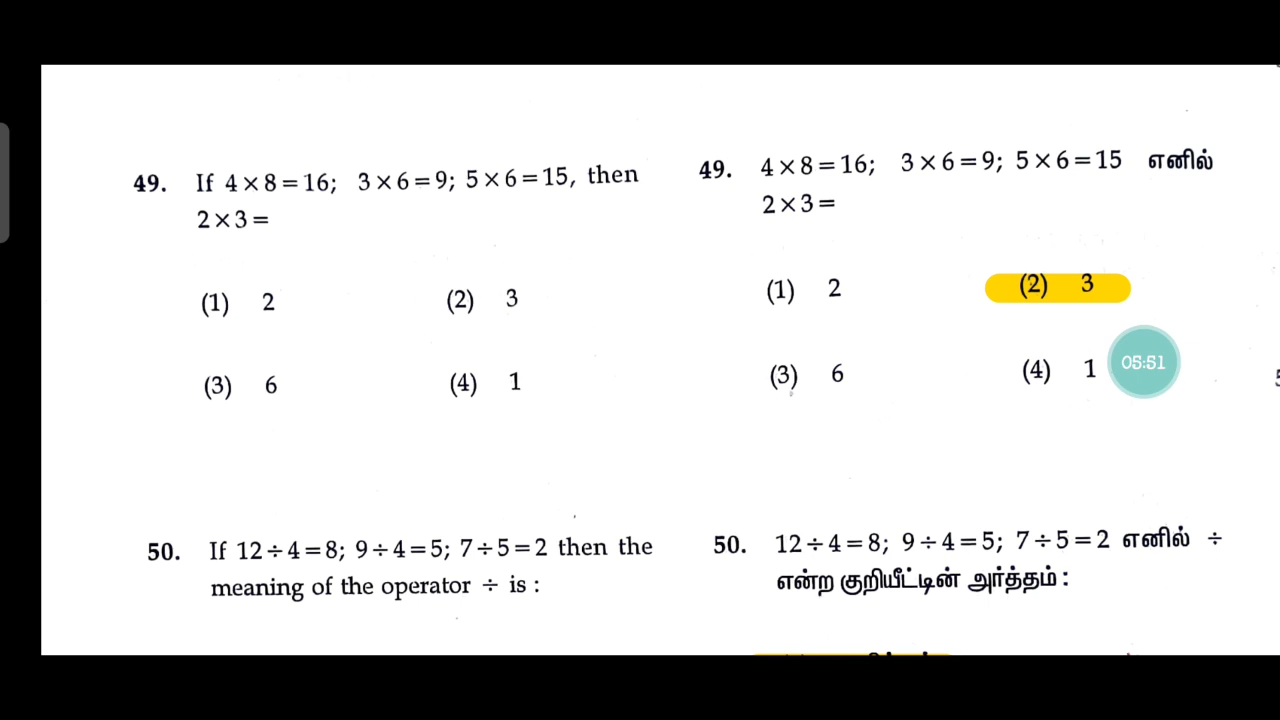 49. If 4 × 8 = 16; 3 × 6 = 9; 5 × 6 = 15, then
2 × 3 =
(1) 2 (2) 3
(3) 6 (4) 1
50. If 12 ÷ 4 = 8; 9 ÷ 4 = 5; 7 ÷ 5 = 2 then the
meaning of the operator ÷ is :
49. 4 × 8 = 16; 3 × 6 = 9; 5 × 6 = 15 எனில்
2 × 3 =
(1) 2 (2) 3
(3) 6 (4) 1
05:51
50. 12 ÷ 4 = 8; 9 ÷ 4 = 5; 7 ÷ 5 = 2 எனில் ÷
என்ற குறியீட்டின் அர்த்தம் :